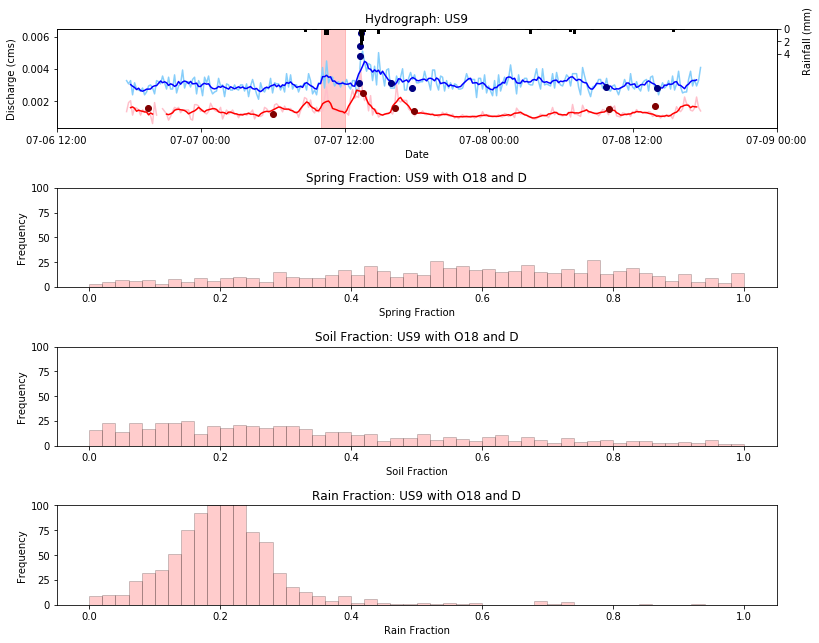 Hydrograph: US9
0.006
0.004
0.002
Discharge (cms)
0
2
4
Rainfall (mm)
07-06 12:00 07-07 00:00 07-07 12:00 07-08 00:00 07-08 12:00 07-09 00:00
Date
Spring Fraction: US9 with O18 and D
100
75
50
25
0
Frequency
0.0 0.2 0.4 0.6 0.8 1.0
Spring Fraction
Soil Fraction: US9 with O18 and D
100
75
50
25
0
Frequency
0.0 0.2 0.4 0.6 0.8 1.0
Soil Fraction
Rain Fraction: US9 with O18 and D
100
75
50
25
0
Frequency
0.0 0.2 0.4 0.6 0.8 1.0
Rain Fraction